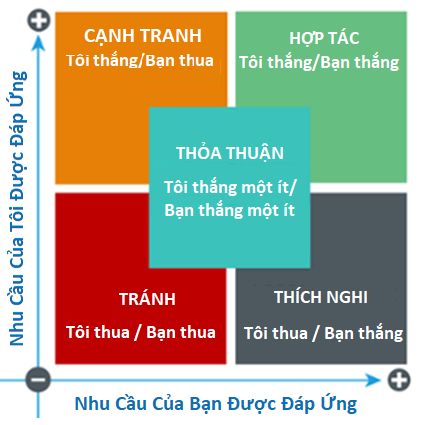 CẠNH TRANH
Tôi thắng/Bạn thua
HỢP TÁC
Tôi thắng/Bạn thắng
THỎA THUẬN
Tôi thắng một ít/
Bạn thắng một ít
TRÁNH
Tôi thua / Bạn thua
THÍCH NGHI
Tôi thua / Bạn thắng
Nhu Cầu Của Tôi Được Đáp Ứng
Nhu Cầu Của Bạn Được Đáp Ứng